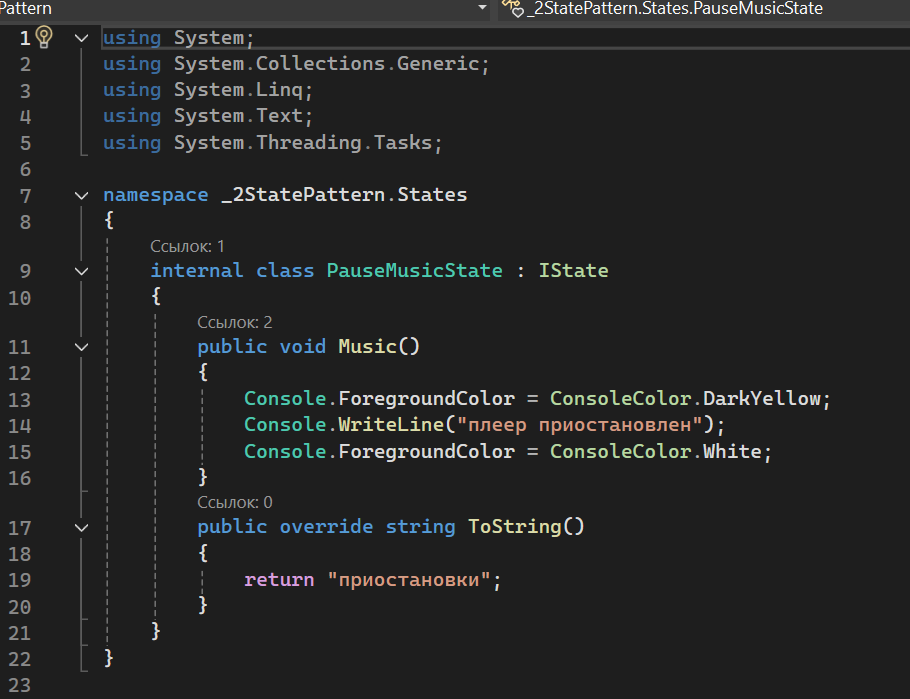 Pattern _2StatePattern.States.PauseMusicState
1 using System;
2 using System.Collections.Generic;
3 using System.Linq;
4 using System.Text;
5 using System.Threading.Tasks;
6
7 namespace _2StatePattern.States
8 {
Ссылок: 1
9 internal class PauseMusicState : IState
10 {
Ссылок: 2
11 public void Music()
12 {
13 Console.ForegroundColor = ConsoleColor.DarkYellow;
14 Console.WriteLine("плеер приостановлен");
15 Console.ForegroundColor = ConsoleColor.White;
16 }
Ссылок: 0
17 public override string ToString()
18 {
19 return "приостановки";
20 }
21 }
22 }
23